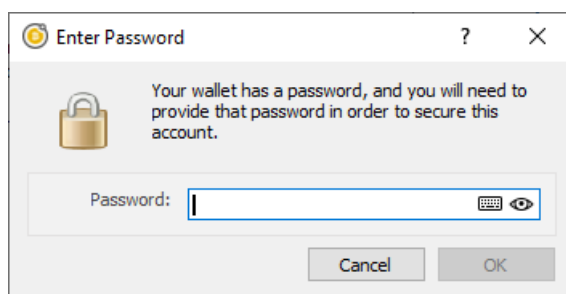 Enter Password
Your wallet has a password, and you will need to
provide that password in order to secure this
account.
Password:
Cancel
OK